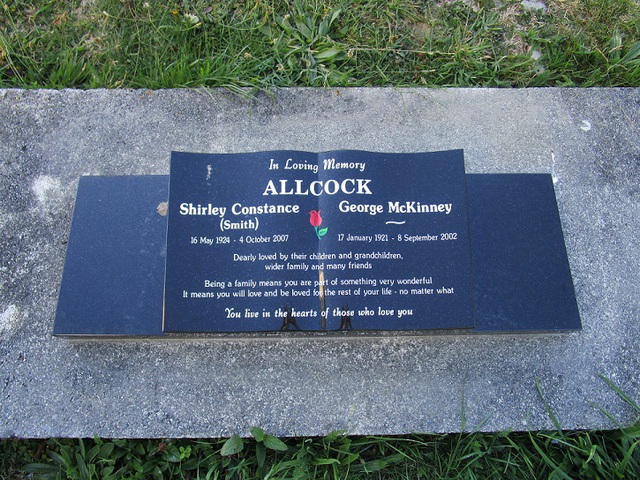 In Loving Memory
ALLCOCK
Shirley Constance George McKinney
(Smith)
16 May 1924 - 4 October 2007 17 January 1921 - 8 September 2002
Dearly loved by their children and grandchildren,
wider family and many friends
Being a family means you are part of something very wonderful
It means you will love and be loved for the rest of your life - no matter what
You live in the hearts of those who love you